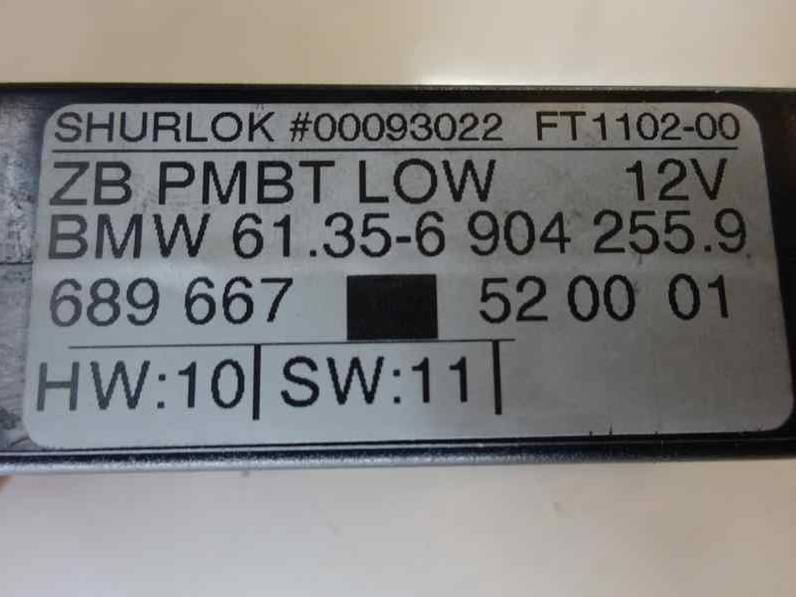 SHURLOK #00093022 FT1102-00
ZB PMBT LOW 12V
BMW 61.35-6 904 255.9
689 667 52 00 01
HW:10 SW:11